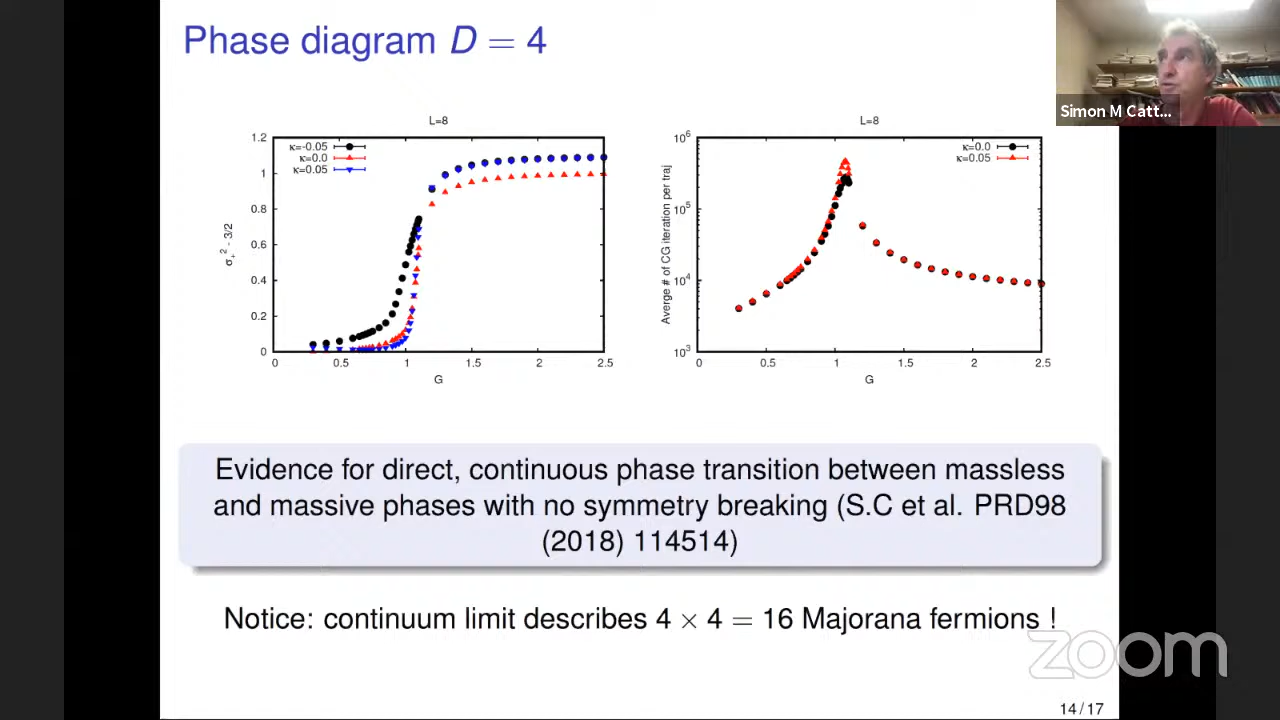 Phase diagram D = 4
Simon M Catt...
L=8
1.2
1
0.8
0.6
0.4
0.2
0
κ=-0.05
κ=0.0
κ=0.05
σ₊² - 3/2
0 0.5 1 1.5 2 2.5
G
L=8
10⁶
10⁵
10⁴
10³
κ=0.0
κ=0.05
Averge # of CG iteration per traj
0 0.5 1 1.5 2 2.5
G
Evidence for direct, continuous phase transition between massless
and massive phases with no symmetry breaking (S.C et al. PRD98
(2018) 114514)
Notice: continuum limit describes 4 × 4 = 16 Majorana fermions !
zoom
14 / 17